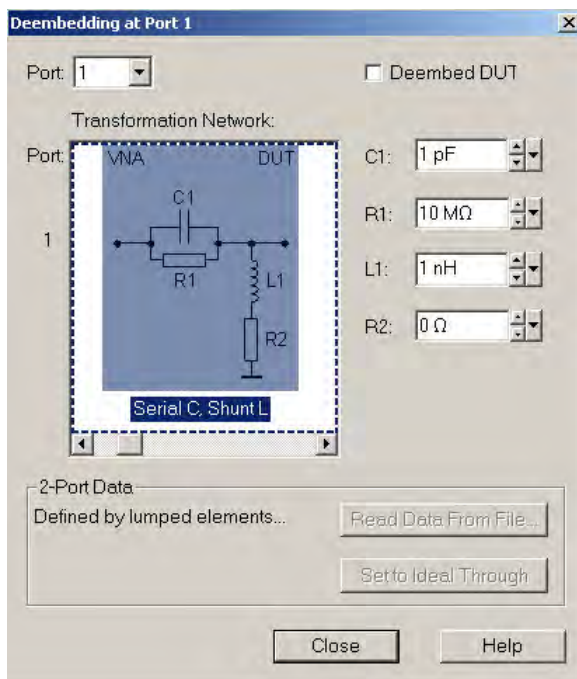 Deembedding at Port 1
Port: 1
Deembed DUT
Transformation Network:
Port:
VNA DUT
C1
R1
L1
R2
1
Serial C, Shunt L
C1: 1 pF
R1: 10 MΩ
L1: 1 nH
R2: 0 Ω
2-Port Data
Defined by lumped elements...
Read Data From File...
Set to Ideal Through
Close
Help